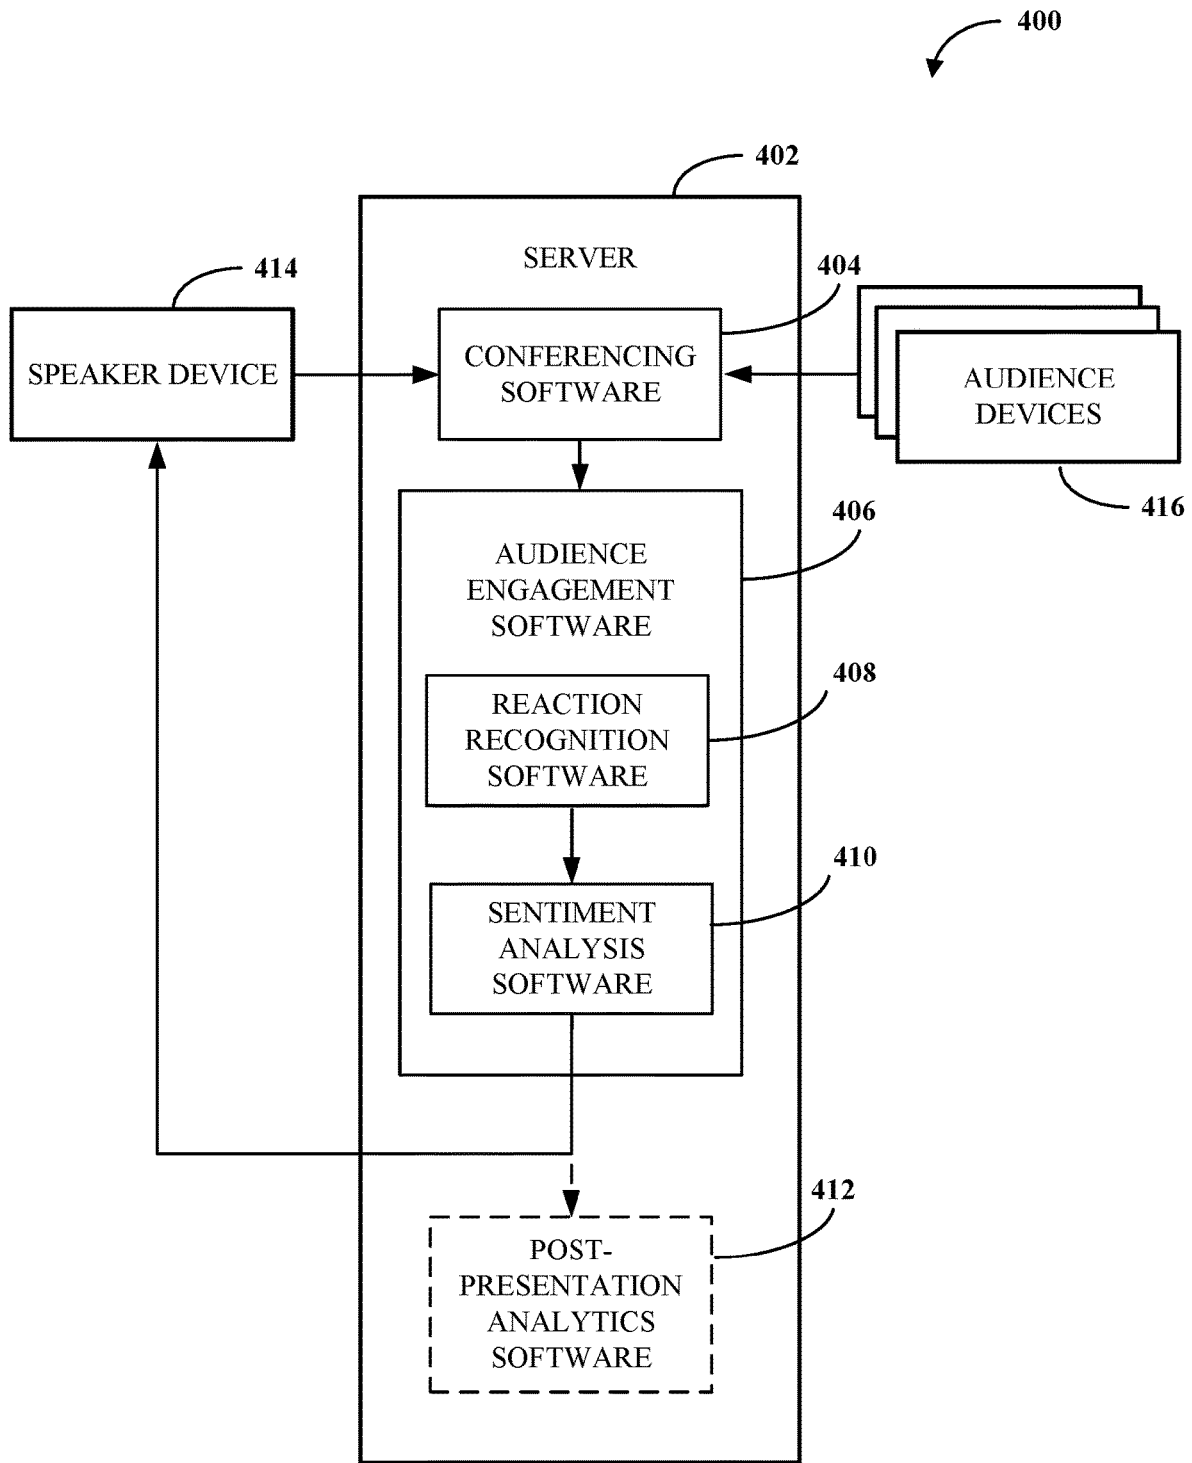 400
402
SERVER
414
404
SPEAKER DEVICE
CONFERENCING
SOFTWARE
AUDIENCE
DEVICES
416
406
AUDIENCE
ENGAGEMENT
SOFTWARE
408
REACTION
RECOGNITION
SOFTWARE
410
SENTIMENT
ANALYSIS
SOFTWARE
412
POST-
PRESENTATION
ANALYTICS
SOFTWARE